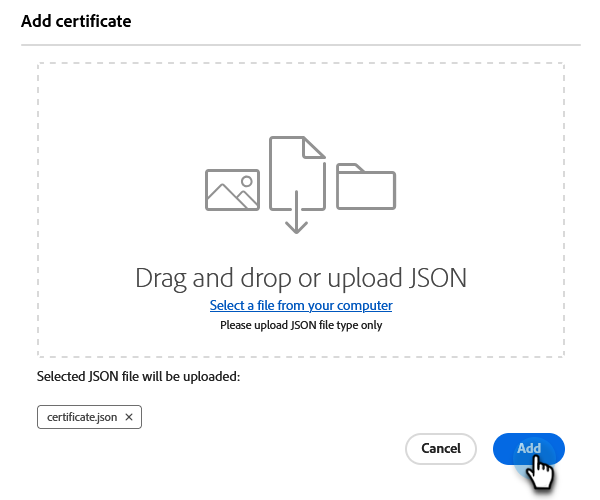 Add certificate
Drag and drop or upload JSON
Select a file from your computer
Please upload JSON file type only
Selected JSON file will be uploaded:
certificate.json ×
Cancel
Add